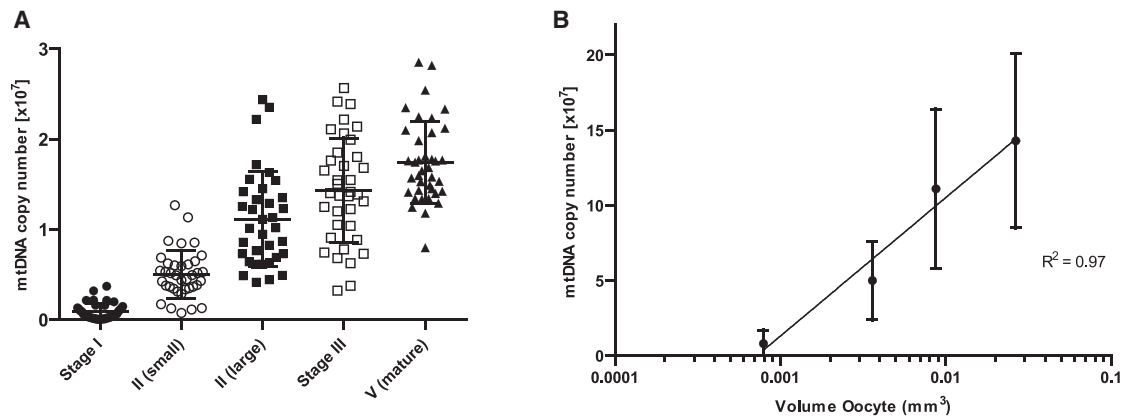 A
mtDNA copy number [x10⁷]
3
2
1
0
Stage I
II (small)
II (large)
Stage III
V (mature)
B
mtDNA copy number [x10⁷]
20
15
10
5
0
0.0001
0.001
0.01
0.1
R² = 0.97
Volume Oocyte (mm³)